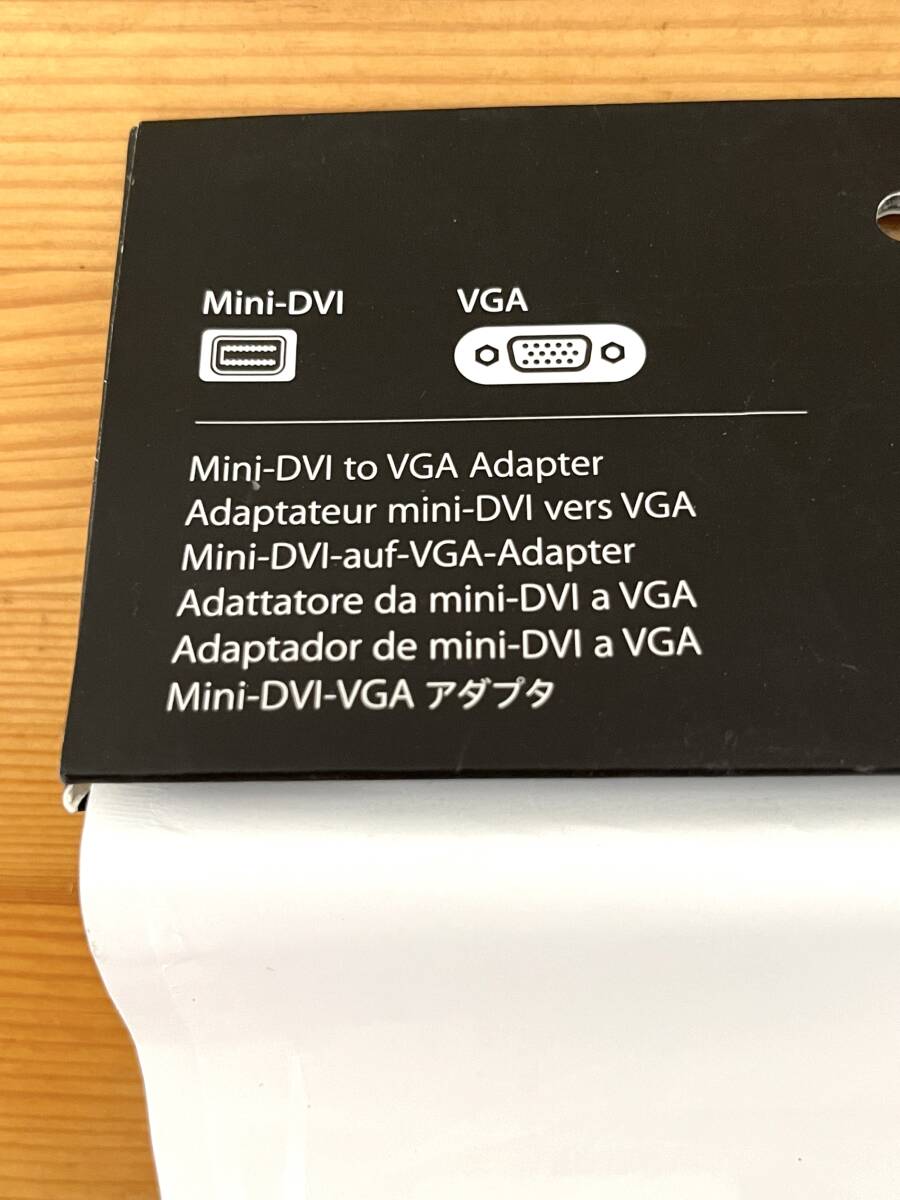 Mini-DVI VGA
Mini-DVI to VGA Adapter
Adaptateur mini-DVI vers VGA
Mini-DVI-auf-VGA-Adapter
Adattatore da mini-DVI a VGA
Adaptador de mini-DVI a VGA
Mini-DVI-VGA アダプタ